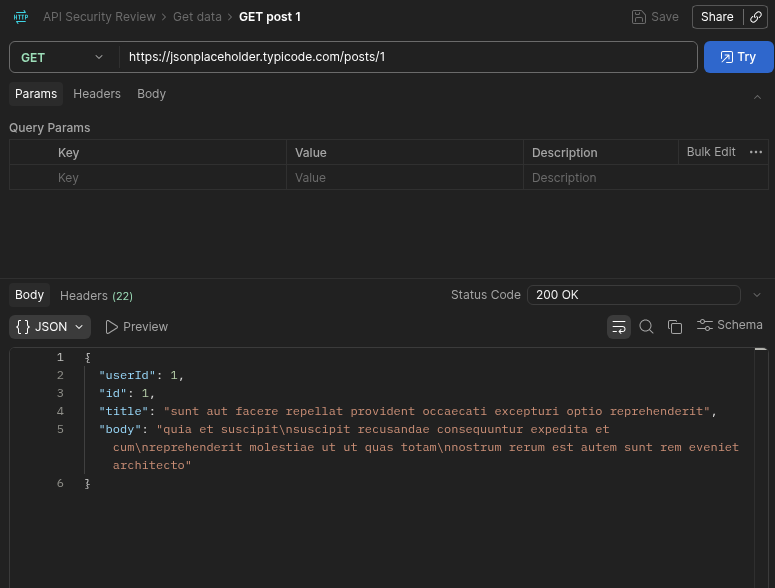 HTTP API Security Review > Get data > GET post 1 Save Share
GET https://jsonplaceholder.typicode.com/posts/1 Try
Params Headers Body
Query Params
Key Value Description Bulk Edit
Key Value Description
Body Headers (22) Status Code 200 OK
{} JSON Preview Schema
1 {
2 "userId": 1,
3 "id": 1,
4 "title": "sunt aut facere repellat provident occaecati excepturi optio reprehenderit",
5 "body": "quia et suscipit\nsuscipit recusandae consequuntur expedita et
cum\nreprehenderit molestiae ut ut quas totam\nnostrum rerum est autem sunt rem eveniet
architecto"
6 }